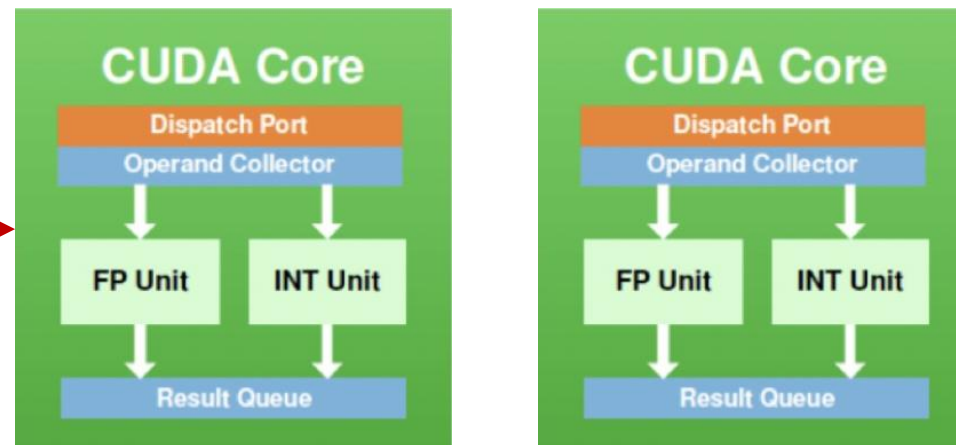 CUDA Core
Dispatch Port
Operand Collector
FP Unit INT Unit
Result Queue
CUDA Core
Dispatch Port
Operand Collector
FP Unit INT Unit
Result Queue